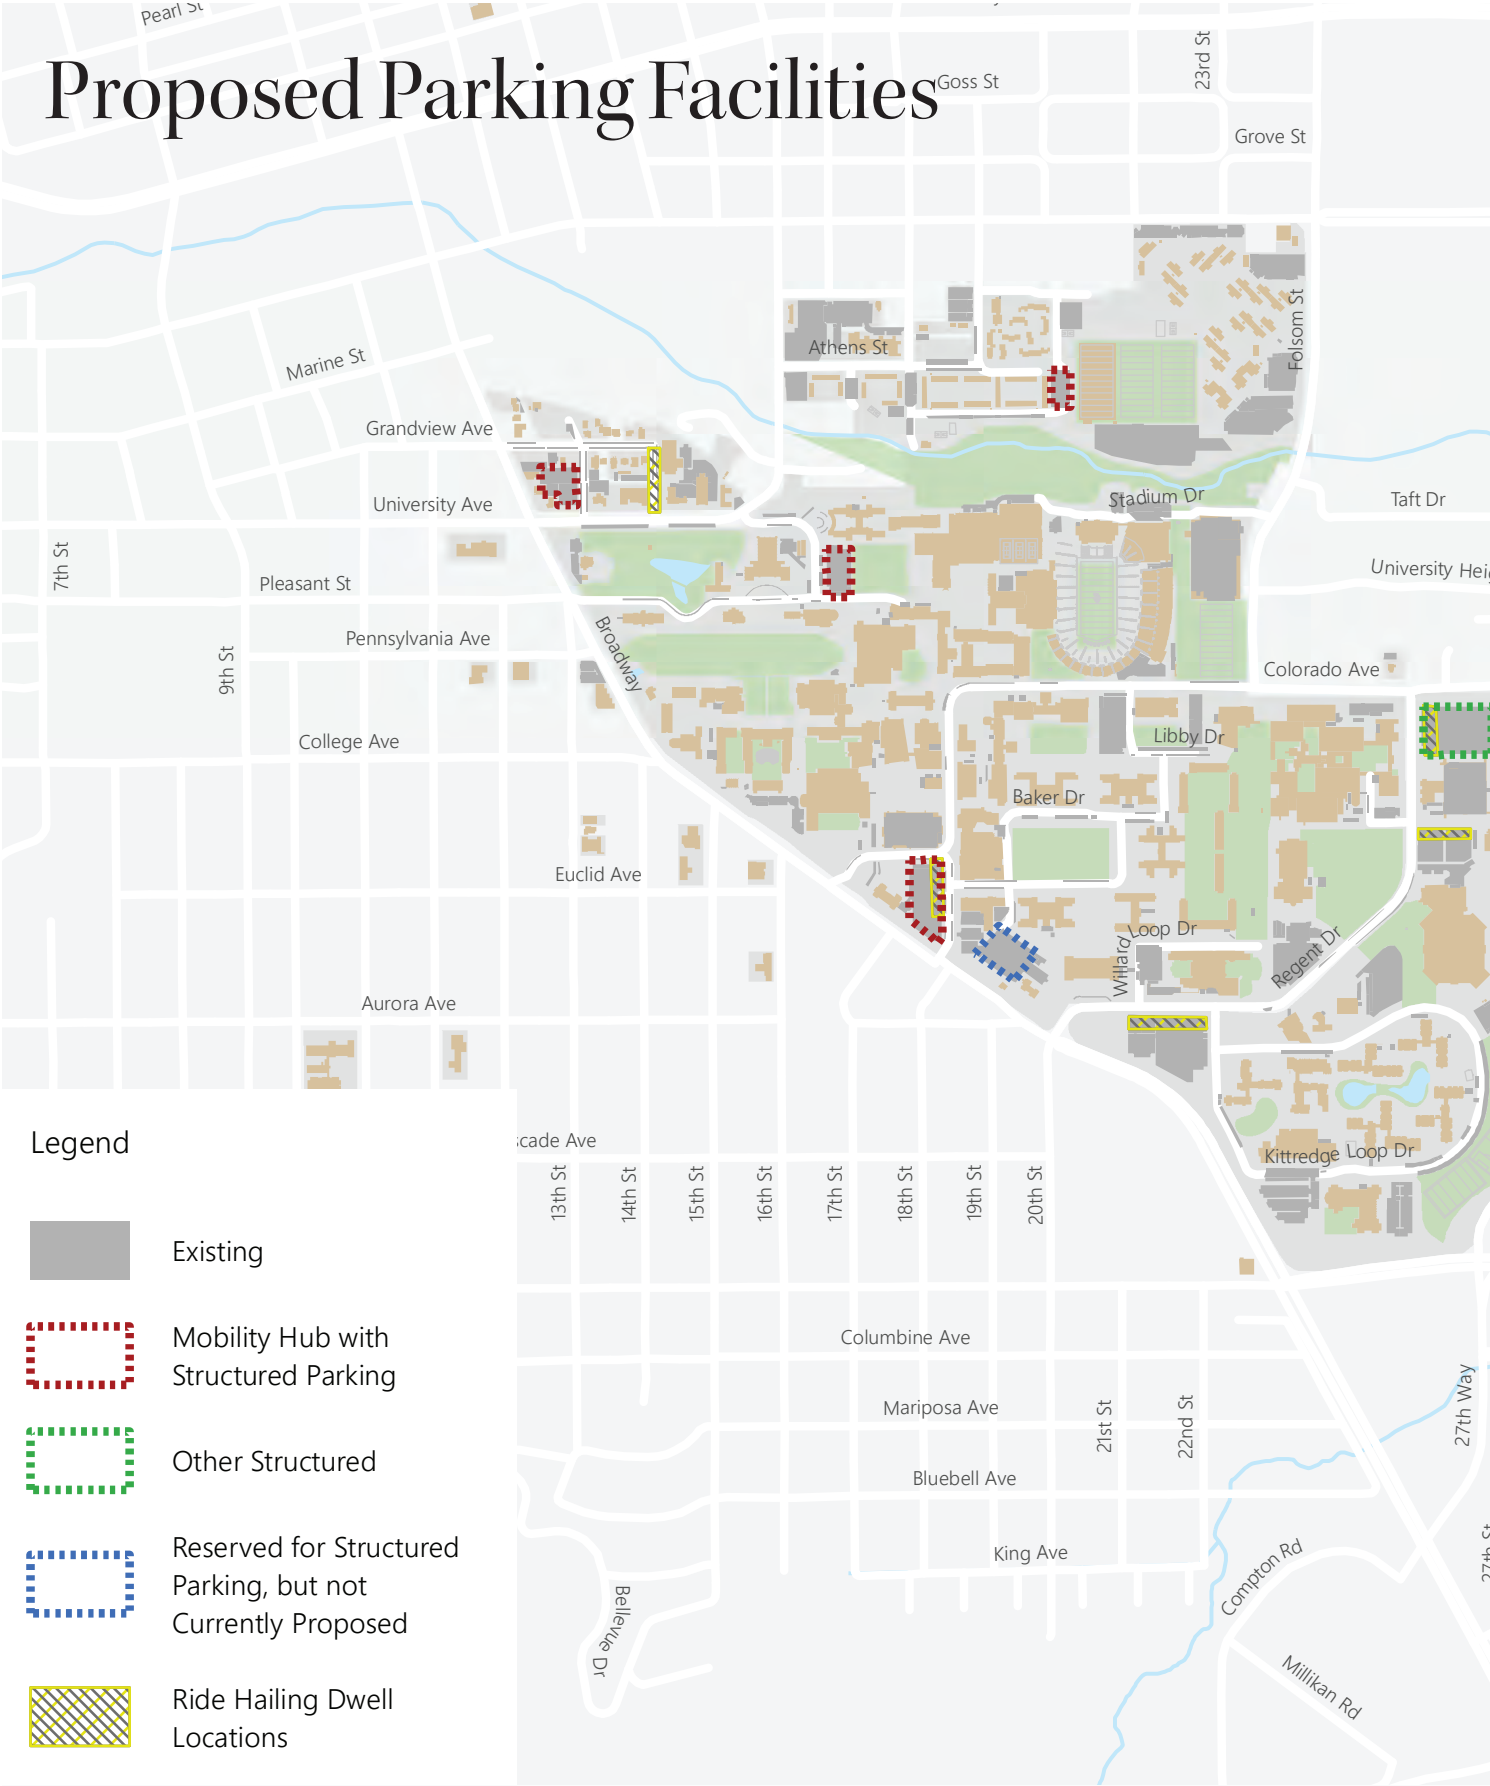 Pearl St
Proposed Parking Facilities
Goss St
23rd St
Grove St
Folsom St
Athens St
Marine St
Grandview Ave
University Ave
Stadium Dr
Taft Dr
7th St
Pleasant St
University Hei
Pennsylvania Ave
Broadway
9th St
Colorado Ave
College Ave
Libby Dr
Baker Dr
Euclid Ave
Willard
Loop Dr
Regent Dr
Aurora Ave
scade Ave
Kittredge Loop Dr
13th St
14th St
15th St
16th St
17th St
18th St
19th St
20th St
Columbine Ave
Mariposa Ave
21st St
22nd St
27th Way
Bluebell Ave
King Ave
Compton Rd
27th St
Bellevue Dr
Millikan Rd
Legend
Existing
Mobility Hub with
Structured Parking
Other Structured
Reserved for Structured
Parking, but not
Currently Proposed
Ride Hailing Dwell
Locations